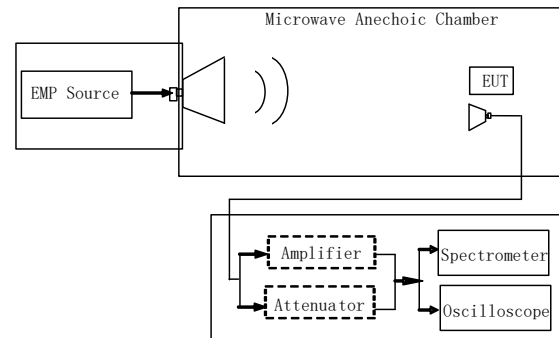 Microwave Anechoic Chamber
EMP Source
EUT
Amplifier
Attenuator
Spectrometer
Oscilloscope